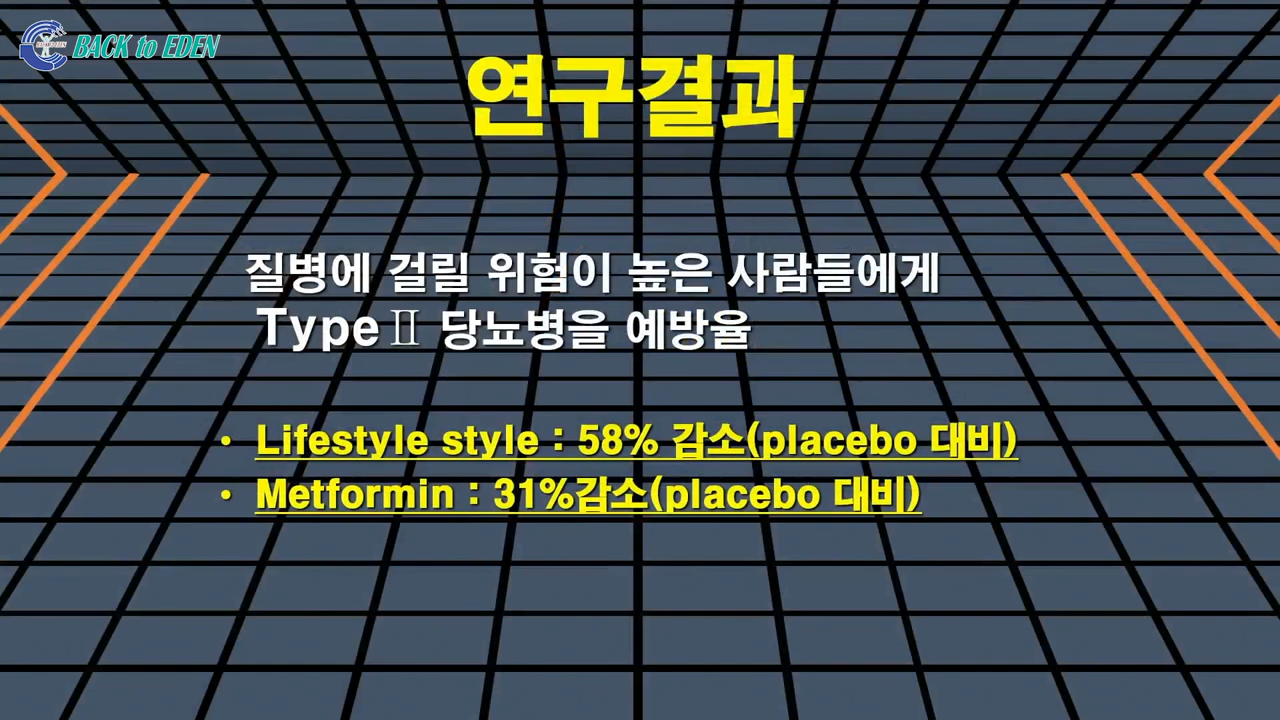 BACK to EDEN
연구결과
질병에 걸릴 위험이 높은 사람들에게
TypeⅡ 당뇨병을 예방율
• Lifestyle style : 58% 감소(placebo 대비)
• Metformin : 31%감소(placebo 대비)